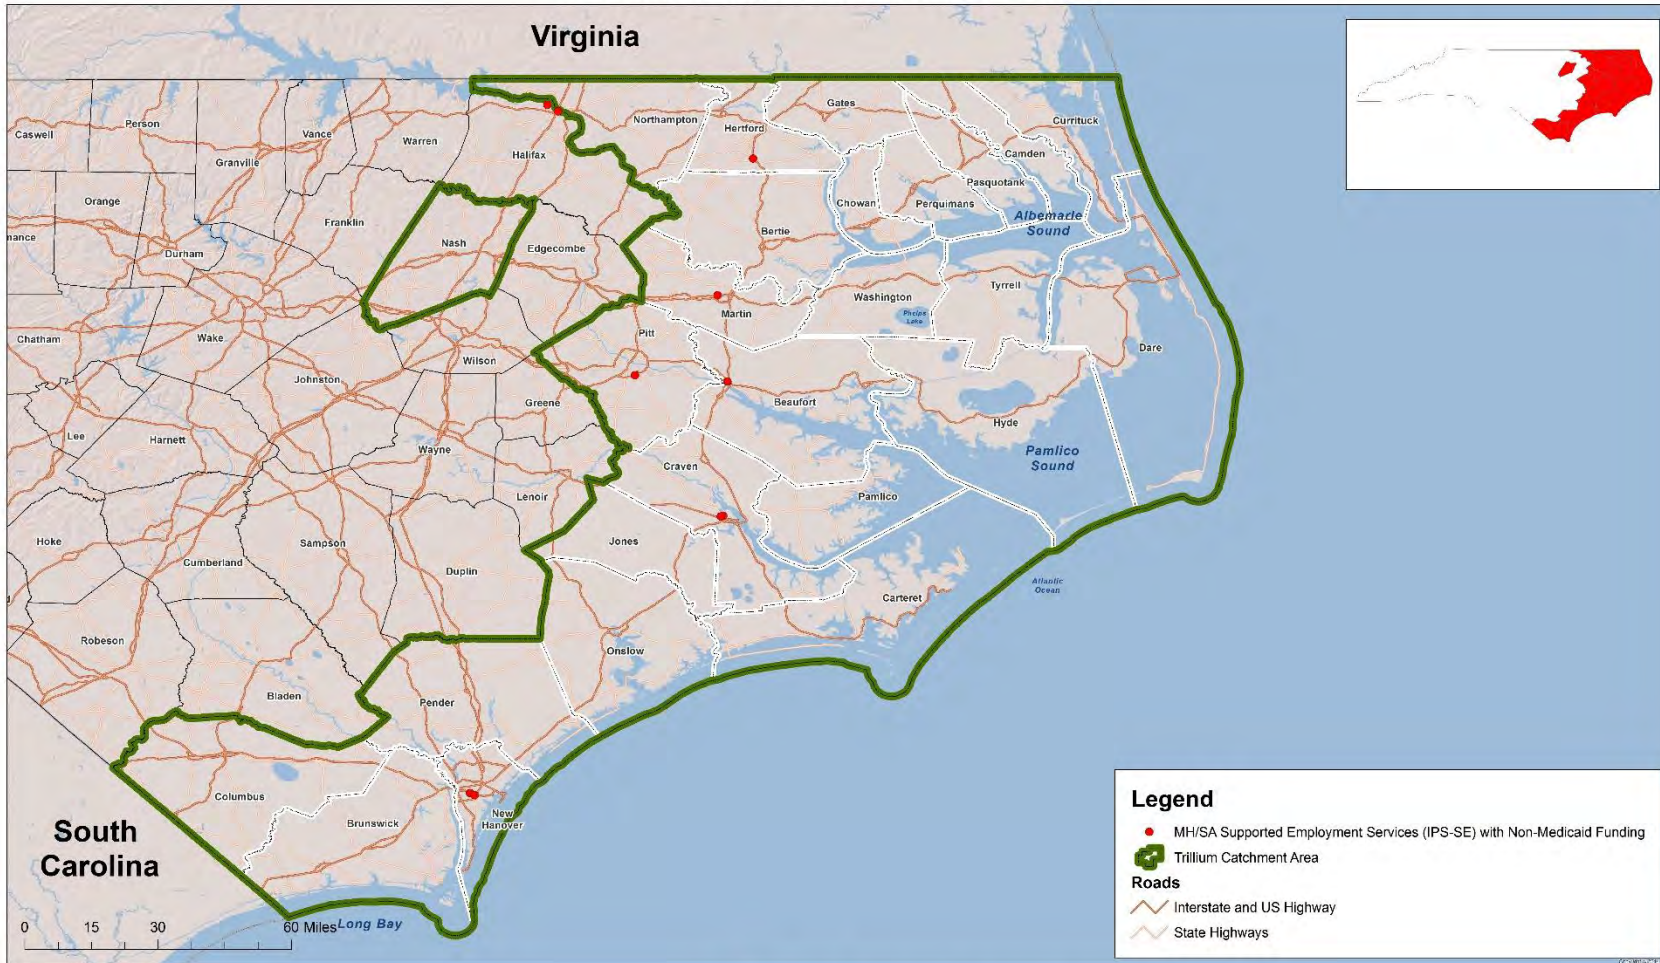 Virginia
Gates
Person
Northampton
Currituck
Caswell
Vance
Hertford
Warren
Halifax
Camden
Granville
Pasquotank
Orange
Chowan
Perquimans
Franklin
Albemarle
Sound
mance
Nash
Edgecombe
Bertie
Durham
Tyrrell
Washington
Martin
Phelps
Lake
Chatham
Wake
Pitt
Dare
Wilson
Johnston
Greene
Beaufort
Hyde
Lee
Harnett
Wayne
Pamlico
Sound
Craven
Lenoir
Pamlico
Hoke
Sampson
Jones
Cumberland
Duplin
Atlantic
Ocean
Carteret
Robeson
Onslow
Bladen
Pender
Columbus
New
Hanover
Brunswick
South
Carolina
0 15 30 60 Miles
Long Bay
Legend
MH/SA Supported Employment Services (IPS-SE) with Non-Medicaid Funding
Trillium Catchment Area
Roads
Interstate and US Highway
State Highways